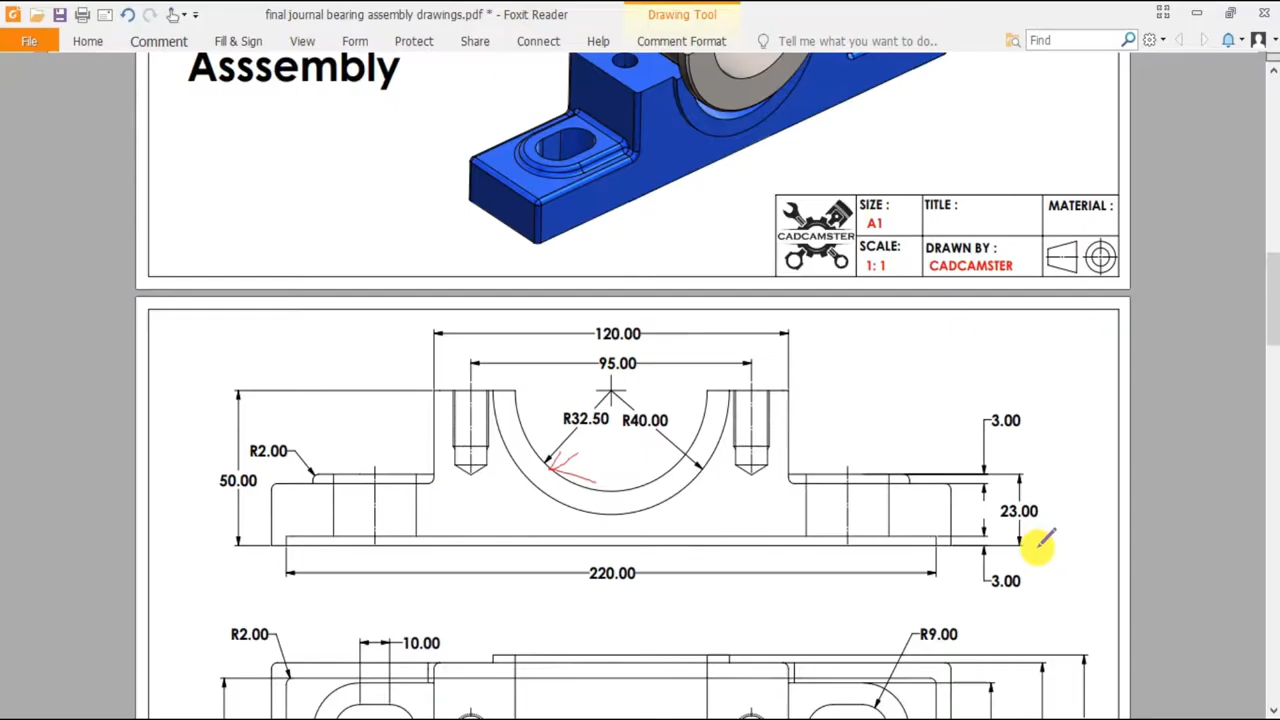 final journal bearing assembly drawings.pdf * - Foxit Reader
Drawing Tool
File
Home
Comment
Fill & Sign
View
Form
Protect
Share
Connect
Help
Comment Format
Tell me what you want to do..
Find
Asssembly
CADCAMSTER
SIZE :
A1
TITLE :
MATERIAL :
SCALE:
1: 1
DRAWN BY :
CADCAMSTER
120.00
95.00
R32.50
R40.00
R2.00
50.00
3.00
23.00
3.00
220.00
R2.00
10.00
R9.00